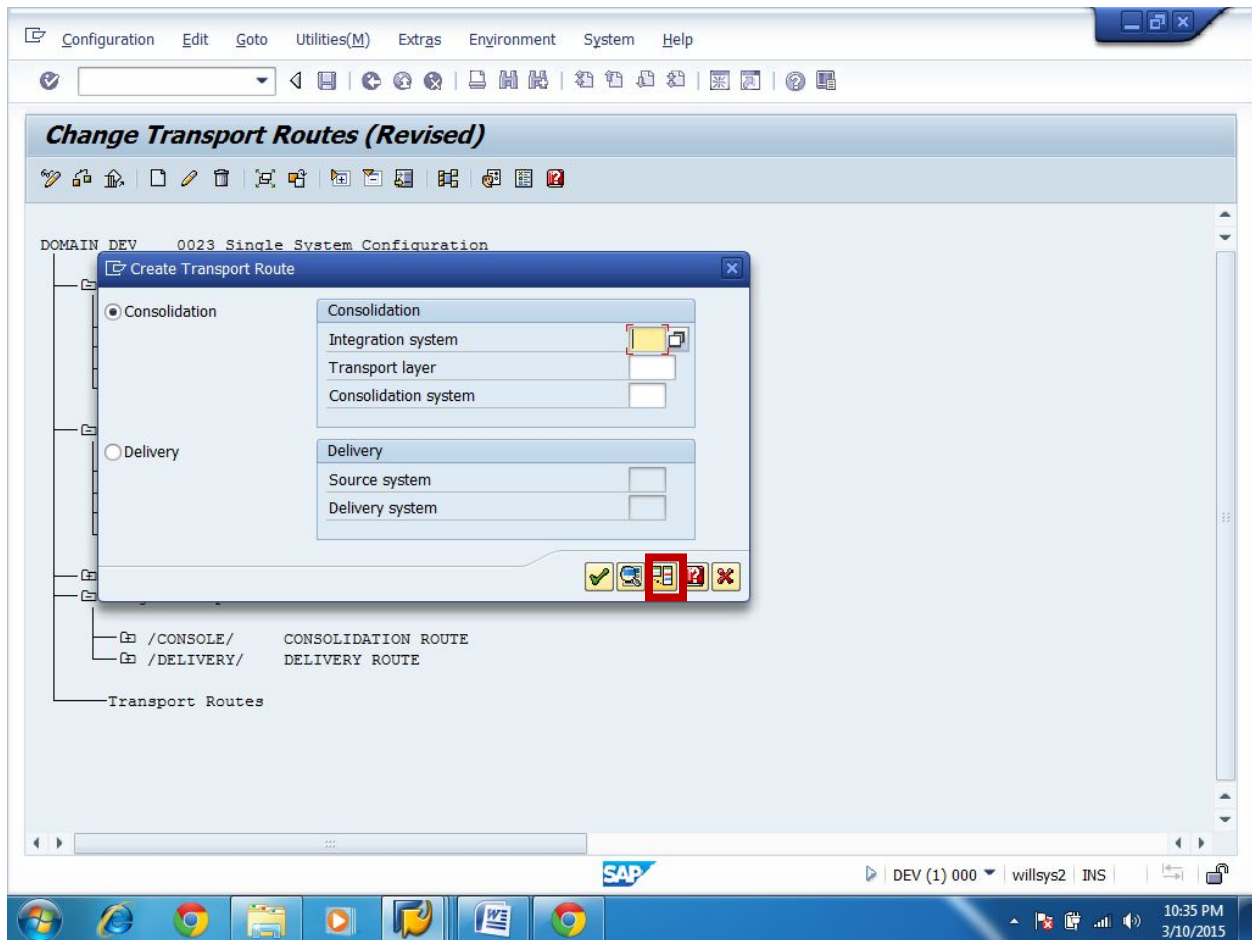 Configuration Edit Goto Utilities(M) Extras Environment System Help
Change Transport Routes (Revised)
DOMAIN_DEV 0023 Single System Configuration
Create Transport Route
Consolidation
Consolidation
Integration system
Transport layer
Consolidation system
Delivery
Delivery
Source system
Delivery system
/CONSOLE/ CONSOLIDATION ROUTE
/DELIVERY/ DELIVERY ROUTE
Transport Routes
SAP
DEV (1) 000 willsys2 INS
10:35 PM
3/10/2015